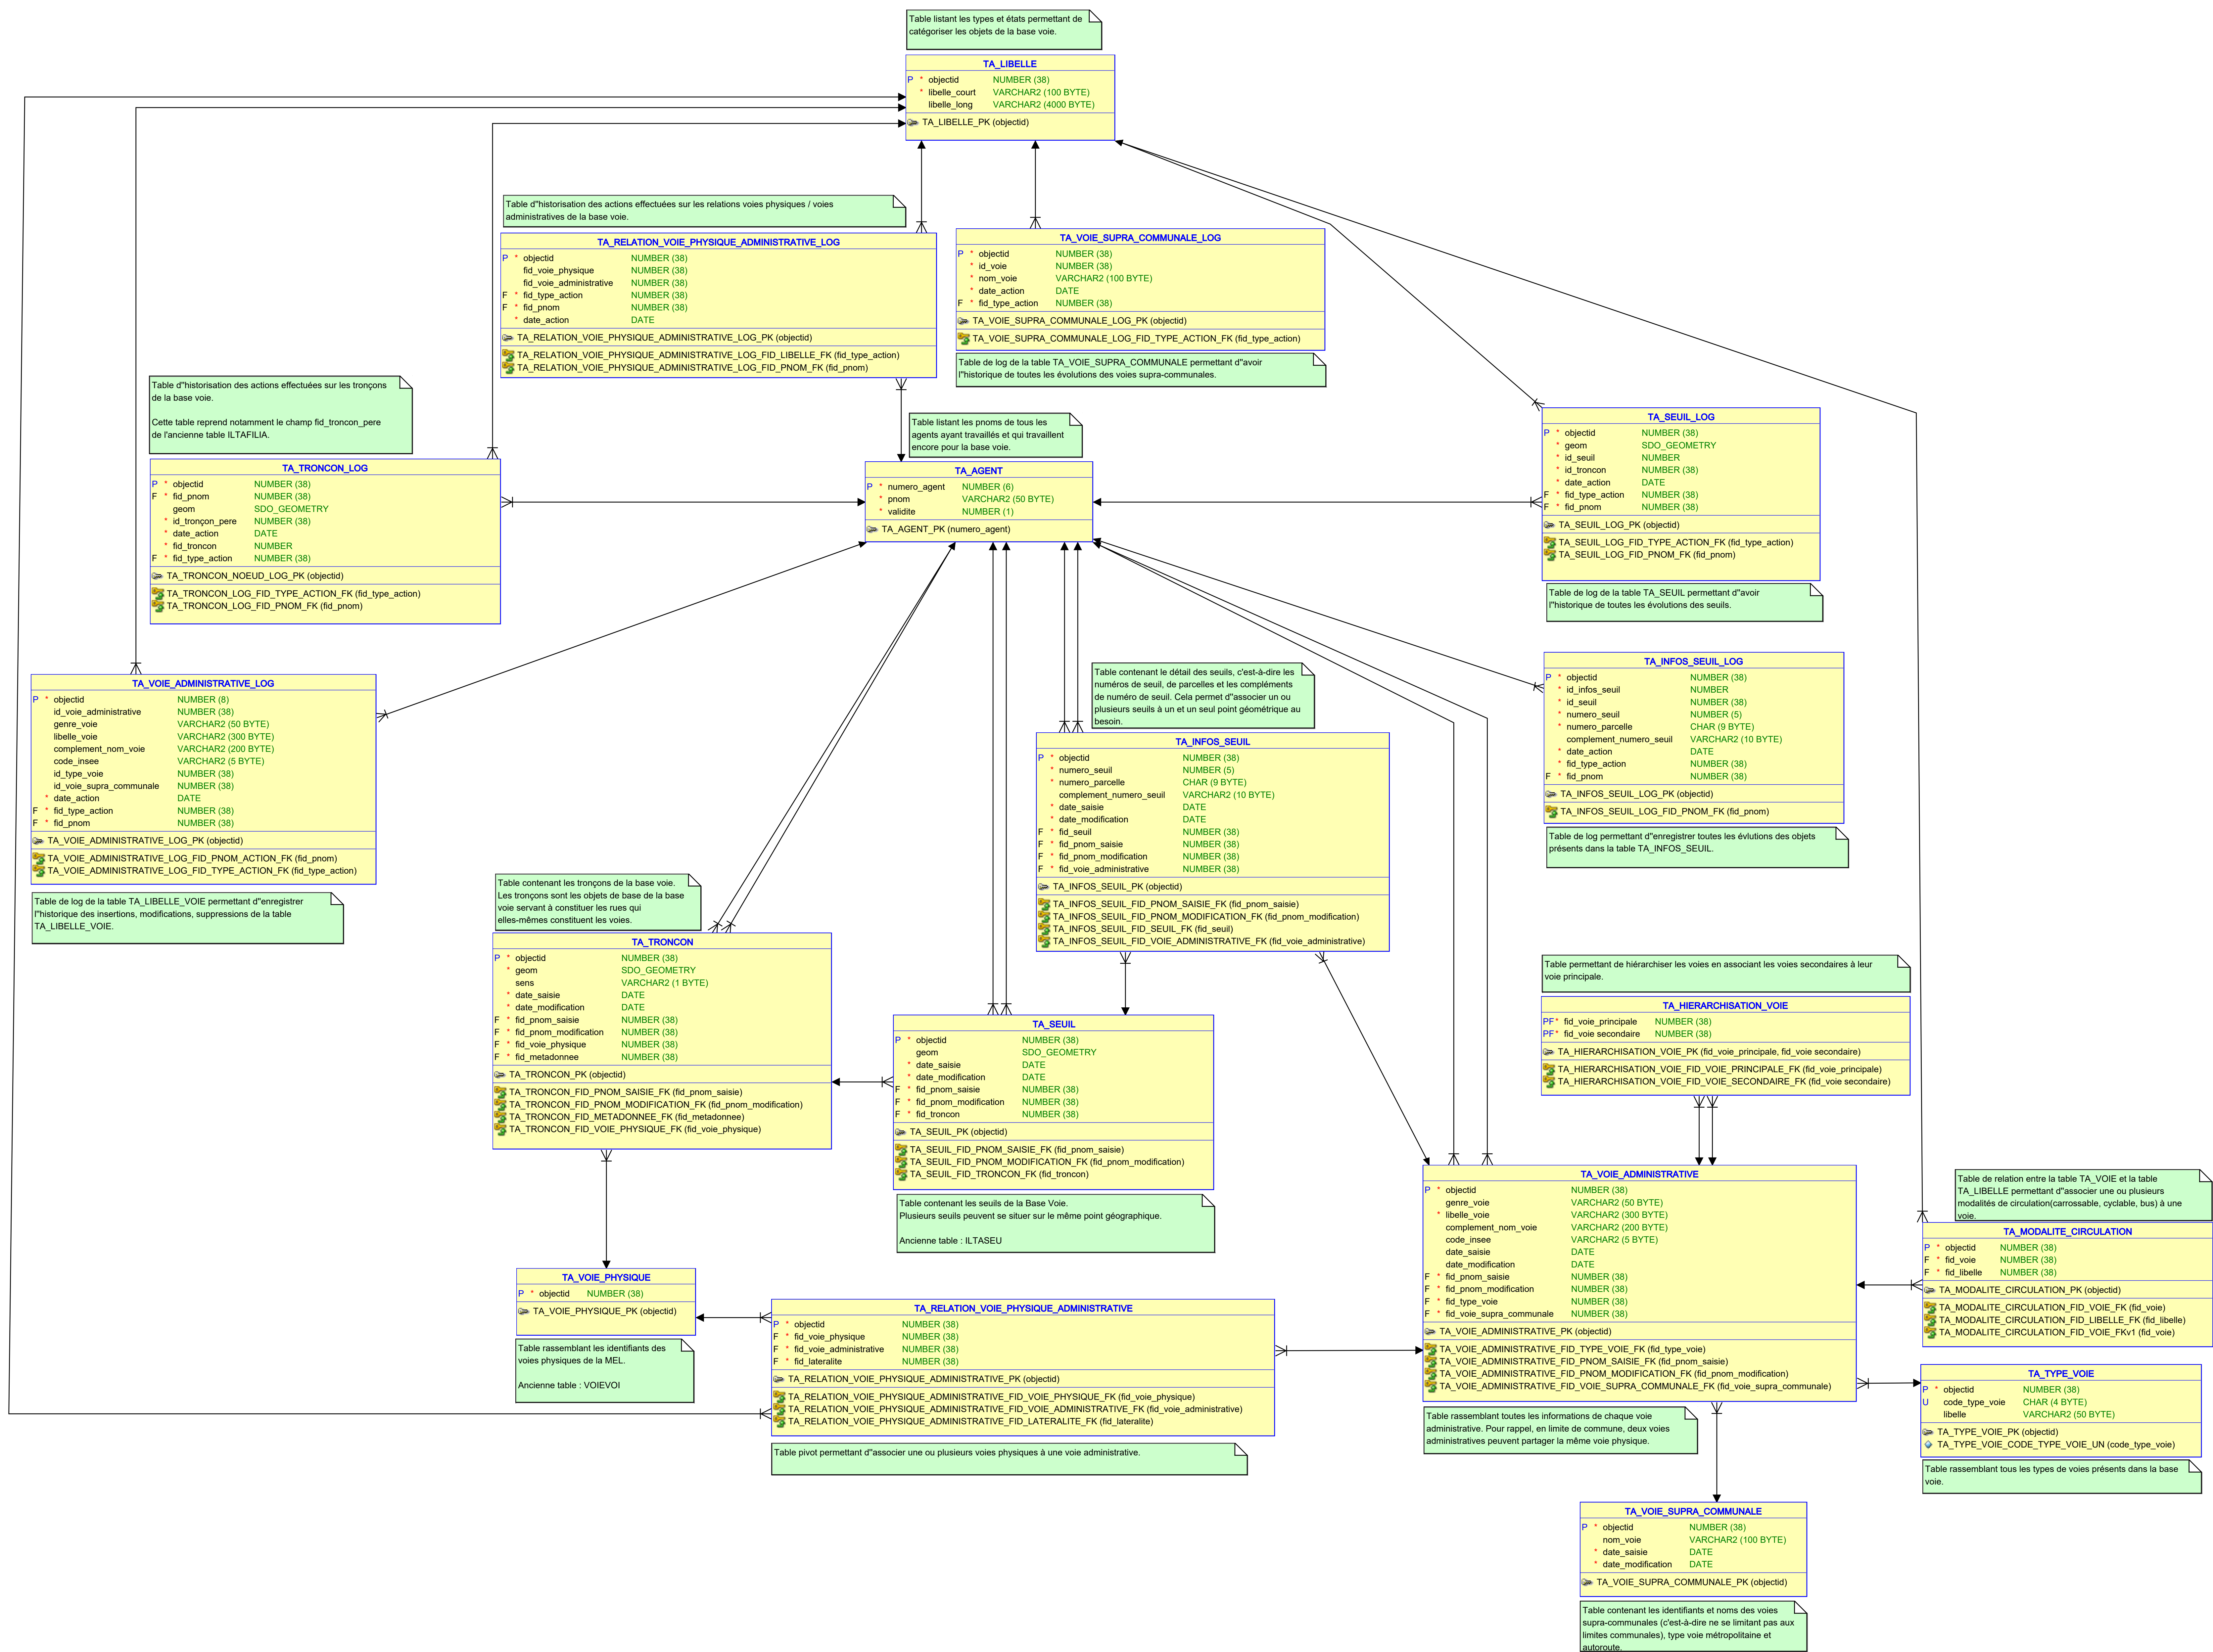 Table listant les types et états permettant de
catégoriser les objets de la base voie.
TA_LIBELLE
P * objectid NUMBER (38)
* libelle_court VARCHAR2 (100 BYTE)
libelle_long VARCHAR2 (4000 BYTE)
TA_LIBELLE_PK (objectid)
Table d"historisation des actions effectuées sur les relations voies physiques / voies
administratives de la base voie.
TA_RELATION_VOIE_PHYSIQUE_ADMINISTRATIVE_LOG
P * objectid NUMBER (38)
fid_voie_physique NUMBER (38)
fid_voie_administrative NUMBER (38)
F * fid_type_action NUMBER (38)
F * fid_pnom NUMBER (38)
* date_action DATE
TA_RELATION_VOIE_PHYSIQUE_ADMINISTRATIVE_LOG_PK (objectid)
TA_RELATION_VOIE_PHYSIQUE_ADMINISTRATIVE_LOG_FID_LIBELLE_FK (fid_type_action)
TA_RELATION_VOIE_PHYSIQUE_ADMINISTRATIVE_LOG_FID_PNOM_FK (fid_pnom)
TA_VOIE_SUPRA_COMMUNALE_LOG
P * objectid NUMBER (38)
* id_voie NUMBER (38)
* nom_voie VARCHAR2 (100 BYTE)
* date_action DATE
F * fid_type_action NUMBER (38)
TA_VOIE_SUPRA_COMMUNALE_LOG_PK (objectid)
TA_VOIE_SUPRA_COMMUNALE_LOG_FID_TYPE_ACTION_FK (fid_type_action)
Table de log de la table TA_VOIE_SUPRA_COMMUNALE permettant d"avoir
l"historique de toutes les évolutions des voies supra-communales.
Table d"historisation des actions effectuées sur les tronçons
de la base voie.
Cette table reprend notamment le champ fid_troncon_pere
de l'ancienne table ILTAFILIA.
TA_TRONCON_LOG
P * objectid NUMBER (38)
F * fid_pnom NUMBER (38)
geom SDO_GEOMETRY
* id_tronçon_pere NUMBER (38)
* date_action DATE
* fid_troncon NUMBER
F * fid_type_action NUMBER (38)
TA_TRONCON_NOEUD_LOG_PK (objectid)
TA_TRONCON_LOG_FID_TYPE_ACTION_FK (fid_type_action)
TA_TRONCON_LOG_FID_PNOM_FK (fid_pnom)
Table listant les pnoms de tous les
agents ayant travaillés et qui travaillent
encore pour la base voie.
TA_AGENT
P * numero_agent NUMBER (6)
* pnom VARCHAR2 (50 BYTE)
* validite NUMBER (1)
TA_AGENT_PK (numero_agent)
TA_SEUIL_LOG
P * objectid NUMBER (38)
* geom SDO_GEOMETRY
* id_seuil NUMBER
* id_troncon NUMBER (38)
* date_action DATE
F * fid_type_action NUMBER (38)
F * fid_pnom NUMBER (38)
TA_SEUIL_LOG_PK (objectid)
TA_SEUIL_LOG_FID_TYPE_ACTION_FK (fid_type_action)
TA_SEUIL_LOG_FID_PNOM_FK (fid_pnom)
Table de log de la table TA_SEUIL permettant d"avoir
l"historique de toutes les évolutions des seuils.
TA_VOIE_ADMINISTRATIVE_LOG
P * objectid NUMBER (8)
id_voie_administrative NUMBER (38)
genre_voie VARCHAR2 (50 BYTE)
libelle_voie VARCHAR2 (300 BYTE)
complement_nom_voie VARCHAR2 (200 BYTE)
code_insee VARCHAR2 (5 BYTE)
id_type_voie NUMBER (38)
id_voie_supra_communale NUMBER (38)
* date_action DATE
F * fid_type_action NUMBER (38)
F * fid_pnom NUMBER (38)
TA_VOIE_ADMINISTRATIVE_LOG_PK (objectid)
TA_VOIE_ADMINISTRATIVE_LOG_FID_PNOM_ACTION_FK (fid_pnom)
TA_VOIE_ADMINISTRATIVE_LOG_FID_TYPE_ACTION_FK (fid_type_action)
Table de log de la table TA_LIBELLE_VOIE permettant d"enregistrer
l"historique des insertions, modifications, suppressions de la table
TA_LIBELLE_VOIE.
Table contenant le détail des seuils, c'est-à-dire les
numéros de seuil, de parcelles et les compléments
de numéro de seuil. Cela permet d"associer un ou
plusieurs seuils à un et un seul point géométrique au
besoin.
TA_INFOS_SEUIL
P * objectid NUMBER (38)
* numero_seuil NUMBER (5)
* numero_parcelle CHAR (9 BYTE)
complement_numero_seuil VARCHAR2 (10 BYTE)
* date_saisie DATE
* date_modification DATE
F * fid_seuil NUMBER (38)
F * fid_pnom_saisie NUMBER (38)
F * fid_pnom_modification NUMBER (38)
F * fid_voie_administrative NUMBER (38)
TA_INFOS_SEUIL_PK (objectid)
TA_INFOS_SEUIL_FID_PNOM_SAISIE_FK (fid_pnom_saisie)
TA_INFOS_SEUIL_FID_PNOM_MODIFICATION_FK (fid_pnom_modification)
TA_INFOS_SEUIL_FID_SEUIL_FK (fid_seuil)
TA_INFOS_SEUIL_FID_VOIE_ADMINISTRATIVE_FK (fid_voie_administrative)
TA_INFOS_SEUIL_LOG
P * objectid NUMBER (38)
* id_infos_seuil NUMBER
* id_seuil NUMBER (38)
* numero_seuil NUMBER (5)
* numero_parcelle CHAR (9 BYTE)
complement_numero_seuil VARCHAR2 (10 BYTE)
* date_action DATE
* fid_type_action NUMBER (38)
F * fid_pnom NUMBER (38)
TA_INFOS_SEUIL_LOG_PK (objectid)
TA_INFOS_SEUIL_LOG_FID_PNOM_FK (fid_pnom)
Table de log permettant d"enregistrer toutes les évlutions des objets
présents dans la table TA_INFOS_SEUIL.
Table contenant les tronçons de la base voie.
Les tronçons sont les objets de base de la base
voie servant à constituer les rues qui
elles-mêmes constituent les voies.
TA_TRONCON
P * objectid NUMBER (38)
* geom SDO_GEOMETRY
sens VARCHAR2 (1 BYTE)
* date_saisie DATE
* date_modification DATE
F * fid_pnom_saisie NUMBER (38)
F * fid_pnom_modification NUMBER (38)
F * fid_voie_physique NUMBER (38)
F * fid_metadonnee NUMBER (38)
TA_TRONCON_PK (objectid)
TA_TRONCON_FID_PNOM_SAISIE_FK (fid_pnom_saisie)
TA_TRONCON_FID_PNOM_MODIFICATION_FK (fid_pnom_modification)
TA_TRONCON_FID_METADONNEE_FK (fid_metadonnee)
TA_TRONCON_FID_VOIE_PHYSIQUE_FK (fid_voie_physique)
TA_SEUIL
P * objectid NUMBER (38)
geom SDO_GEOMETRY
* date_saisie DATE
* date_modification DATE
F * fid_pnom_saisie NUMBER (38)
F * fid_pnom_modification NUMBER (38)
F * fid_troncon NUMBER (38)
TA_SEUIL_PK (objectid)
TA_SEUIL_FID_PNOM_SAISIE_FK (fid_pnom_saisie)
TA_SEUIL_FID_PNOM_MODIFICATION_FK (fid_pnom_modification)
TA_SEUIL_FID_TRONCON_FK (fid_troncon)
Table contenant les seuils de la Base Voie.
Plusieurs seuils peuvent se situer sur le même point géographique.
Ancienne table : ILTASEU
Table permettant de hiérarchiser les voies en associant les voies secondaires à leur
voie principale.
TA_HIERARCHISATION_VOIE
PF * fid_voie_principale NUMBER (38)
PF * fid_voie secondaire NUMBER (38)
TA_HIERARCHISATION_VOIE_PK (fid_voie_principale, fid_voie secondaire)
TA_HIERARCHISATION_VOIE_FID_VOIE_PRINCIPALE_FK (fid_voie_principale)
TA_HIERARCHISATION_VOIE_FID_VOIE_SECONDAIRE_FK (fid_voie secondaire)
TA_VOIE_ADMINISTRATIVE
P * objectid NUMBER (38)
genre_voie VARCHAR2 (50 BYTE)
* libelle_voie VARCHAR2 (300 BYTE)
complement_nom_voie VARCHAR2 (200 BYTE)
code_insee VARCHAR2 (5 BYTE)
date_saisie DATE
date_modification DATE
F * fid_pnom_saisie NUMBER (38)
F * fid_pnom_modification NUMBER (38)
F * fid_type_voie NUMBER (38)
F * fid_voie_supra_communale NUMBER (38)
TA_VOIE_ADMINISTRATIVE_PK (objectid)
TA_VOIE_ADMINISTRATIVE_FID_TYPE_VOIE_FK (fid_type_voie)
TA_VOIE_ADMINISTRATIVE_FID_PNOM_SAISIE_FK (fid_pnom_saisie)
TA_VOIE_ADMINISTRATIVE_FID_PNOM_MODIFICATION_FK (fid_pnom_modification)
TA_VOIE_ADMINISTRATIVE_FID_VOIE_SUPRA_COMMUNALE_FK (fid_voie_supra_communale)
Table rassemblant toutes les informations de chaque voie
administrative. Pour rappel, en limite de commune, deux voies
administratives peuvent partager la même voie physique.
Table de relation entre la table TA_VOIE et la table
TA_LIBELLE permettant d"associer une ou plusieurs
modalités de circulation(carrossable, cyclable, bus) à une
voie.
TA_MODALITE_CIRCULATION
P * objectid NUMBER (38)
F * fid_voie NUMBER (38)
F * fid_libelle NUMBER (38)
TA_MODALITE_CIRCULATION_PK (objectid)
TA_MODALITE_CIRCULATION_FID_VOIE_FK (fid_voie)
TA_MODALITE_CIRCULATION_FID_LIBELLE_FK (fid_libelle)
TA_MODALITE_CIRCULATION_FID_VOIE_FKv1 (fid_voie)
TA_VOIE_PHYSIQUE
P * objectid NUMBER (38)
TA_VOIE_PHYSIQUE_PK (objectid)
Table rassemblant les identifiants des
voies physiques de la MEL.
Ancienne table : VOIEVOI
TA_RELATION_VOIE_PHYSIQUE_ADMINISTRATIVE
P * objectid NUMBER (38)
F * fid_voie_physique NUMBER (38)
F * fid_voie_administrative NUMBER (38)
F * fid_lateralite NUMBER (38)
TA_RELATION_VOIE_PHYSIQUE_ADMINISTRATIVE_PK (objectid)
TA_RELATION_VOIE_PHYSIQUE_ADMINISTRATIVE_FID_VOIE_PHYSIQUE_FK (fid_voie_physique)
TA_RELATION_VOIE_PHYSIQUE_ADMINISTRATIVE_FID_VOIE_ADMINISTRATIVE_FK (fid_voie_administrative)
TA_RELATION_VOIE_PHYSIQUE_ADMINISTRATIVE_FID_LATERALITE_FK (fid_lateralite)
Table pivot permettant d"associer une ou plusieurs voies physiques à une voie administrative.
TA_TYPE_VOIE
P * objectid NUMBER (38)
U code_type_voie CHAR (4 BYTE)
libelle VARCHAR2 (50 BYTE)
TA_TYPE_VOIE_PK (objectid)
TA_TYPE_VOIE_CODE_TYPE_VOIE_UN (code_type_voie)
Table rassemblant tous les types de voies présents dans la base
voie.
TA_VOIE_SUPRA_COMMUNALE
P * objectid NUMBER (38)
nom_voie VARCHAR2 (100 BYTE)
* date_saisie DATE
* date_modification DATE
TA_VOIE_SUPRA_COMMUNALE_PK (objectid)
Table contenant les identifiants et noms des voies
supra-communales (c'est-à-dire ne se limitant pas aux
limites communales), type voie métropolitaine et
autoroute.